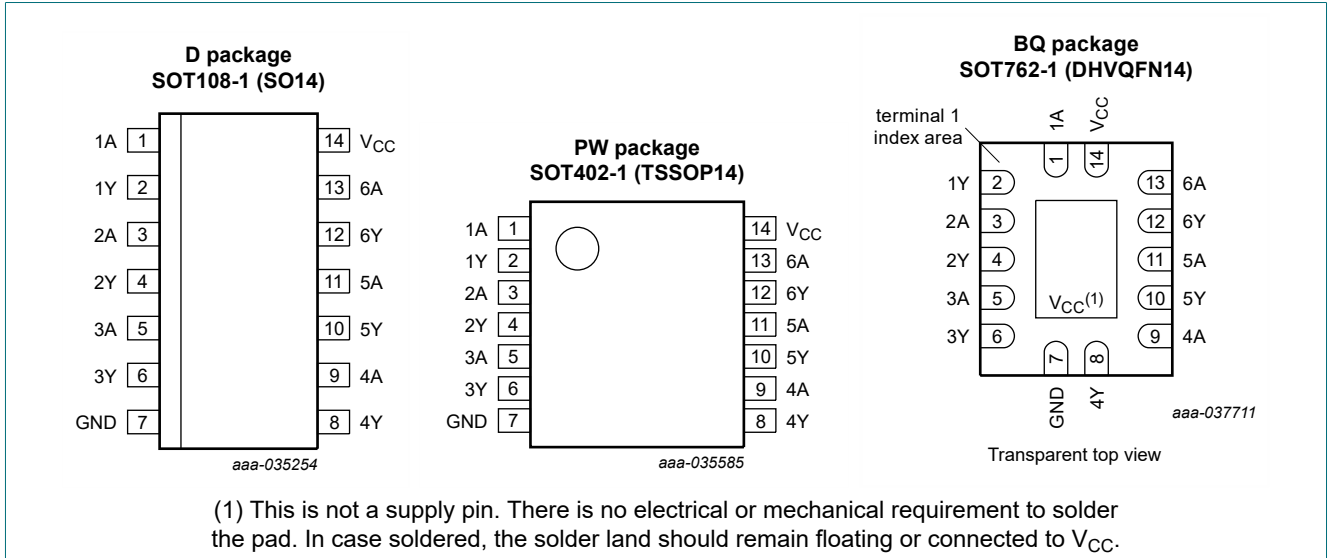 D package
SOT108-1 (SO14)
1A 1
1Y 2
2A 3
2Y 4
3A 5
3Y 6
GND 7
14 VCC
13 6A
12 6Y
11 5A
10 5Y
9 4A
8 4Y
aaa-035254
PW package
SOT402-1 (TSSOP14)
1A 1
1Y 2
2A 3
2Y 4
3A 5
3Y 6
GND 7
14 VCC
13 6A
12 6Y
11 5A
10 5Y
9 4A
8 4Y
aaa-035585
BQ package
SOT762-1 (DHVQFN14)
terminal 1
index area
1A
VCC
1
14
1Y 2
2A 3
2Y 4
3A 5
3Y 6
13 6A
12 6Y
11 5A
10 5Y
9 4A
VCC(1)
7
8
GND
4Y
aaa-037711
Transparent top view
(1) This is not a supply pin. There is no electrical or mechanical requirement to solder
the pad. In case soldered, the solder land should remain floating or connected to VCC.